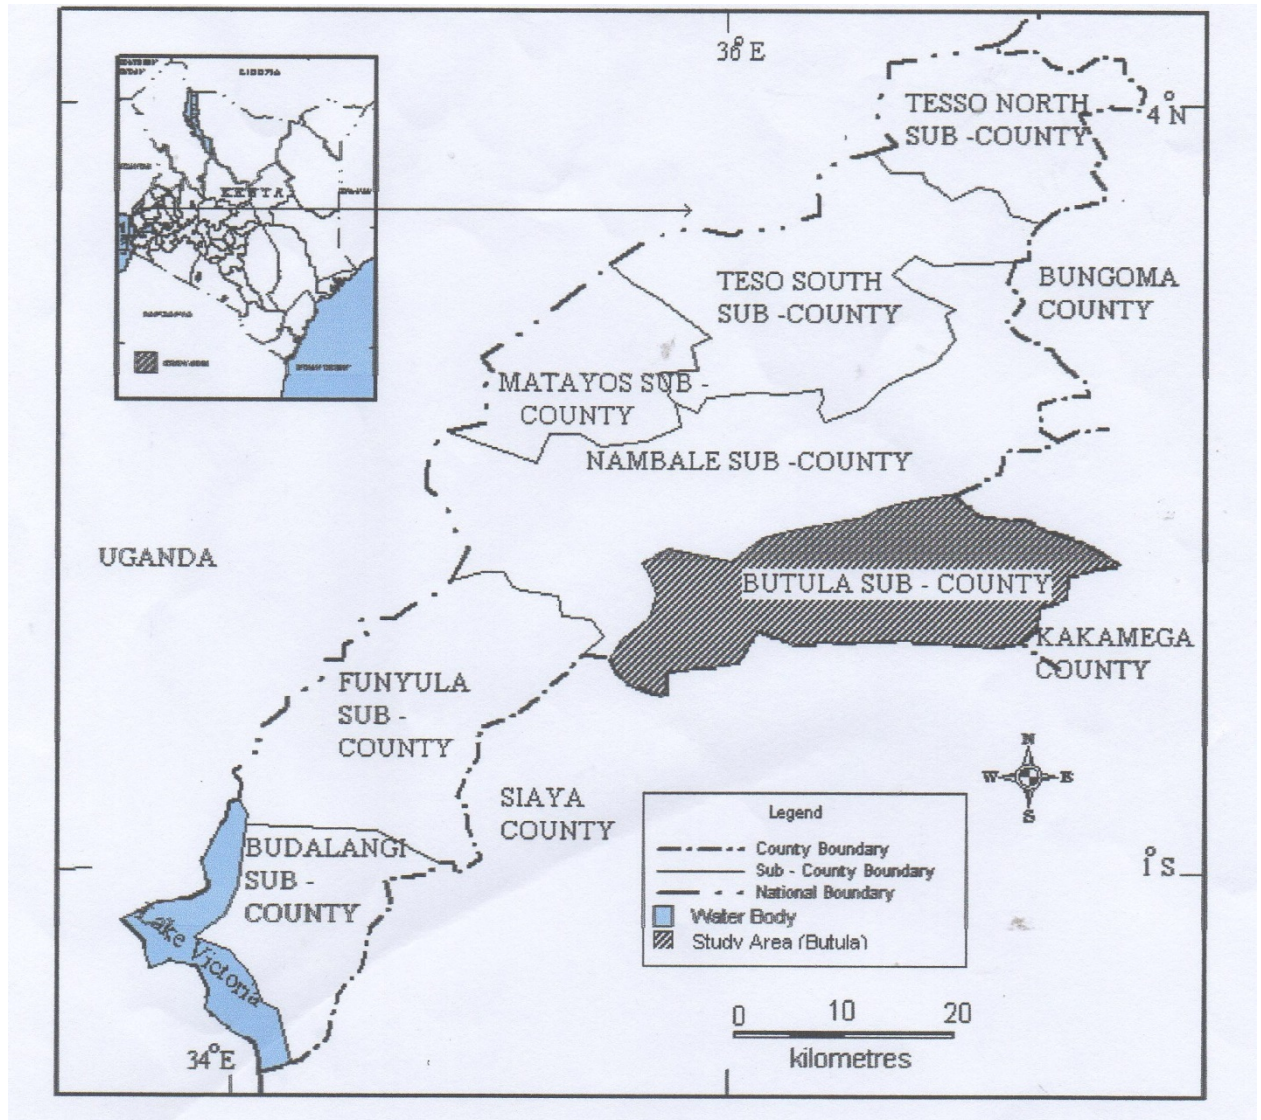 36°E
TESSO NORTH
SUB -COUNTY
4°N
KENYA
TESO SOUTH
SUB -COUNTY
BUNGOMA
COUNTY
MATAYOS SUB -
COUNTY
NAMBALE SUB -COUNTY
UGANDA
BUTULA SUB - COUNTY
KAKAMEGA
COUNTY
FUNYULA
SUB -
COUNTY
N
W
E
S
SIAYA
COUNTY
BUDALANGI
SUB -
COUNTY
Lake Victoria
Legend
County Boundary
Sub - County Boundary
National Boundary
Water Body
Study Area (Butula)
1°S
0 10 20
kilometres
34°E